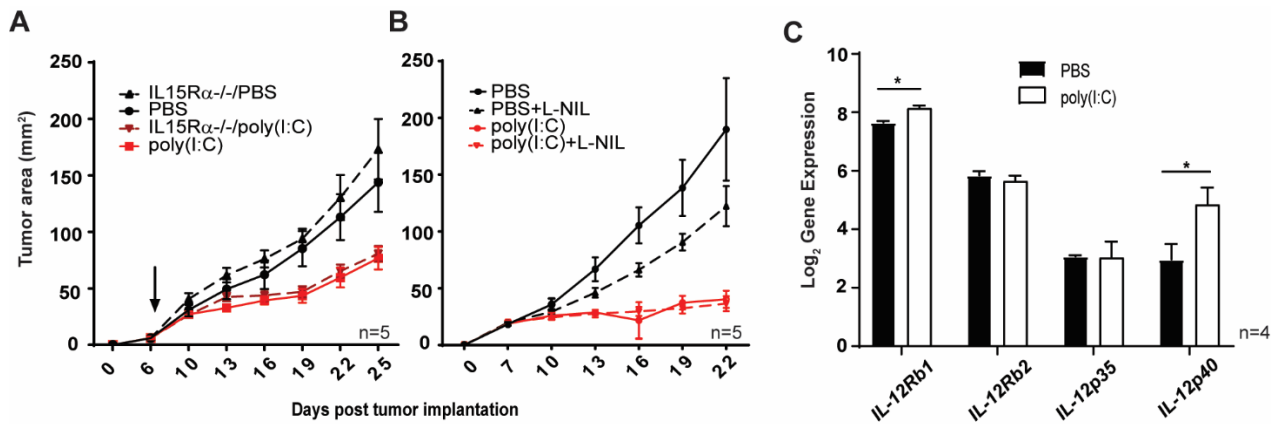 A
Tumor area (mm²)
250
200
150
100
50
0
IL15Rα-/-/PBS
PBS
IL15Rα-/-/poly(I:C)
poly(I:C)
n=5
0 6 10 13 16 19 22 25
B
250
200
150
100
50
0
PBS
PBS+L-NIL
poly(I:C)
poly(I:C)+L-NIL
n=5
0 7 10 13 16 19 22
Days post tumor implantation
C
Log₂ Gene Expression
10
8
6
4
2
0
PBS
poly(I:C)
*
*
n=4
IL-12Rb1 IL-12Rb2 IL-12p35 IL-12p40